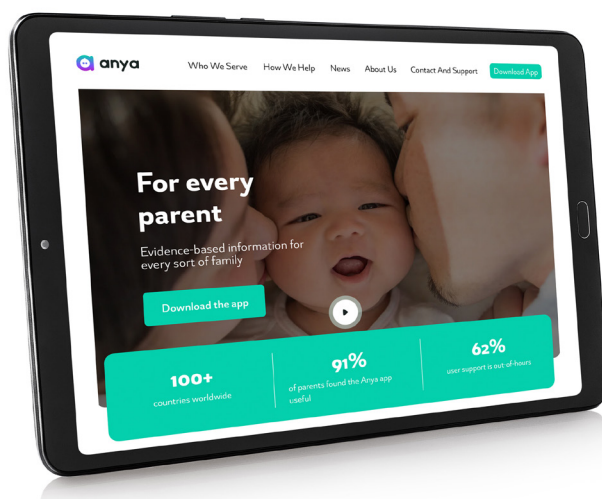 anya
Who We Serve
How We Help
News
About Us
Contact And Support
Download App
For every
parent
Evidence-based information for
every sort of family
Download the app
100+
countries worldwide
91%
of parents found the Anya app
useful
62%
user support is out-of-hours